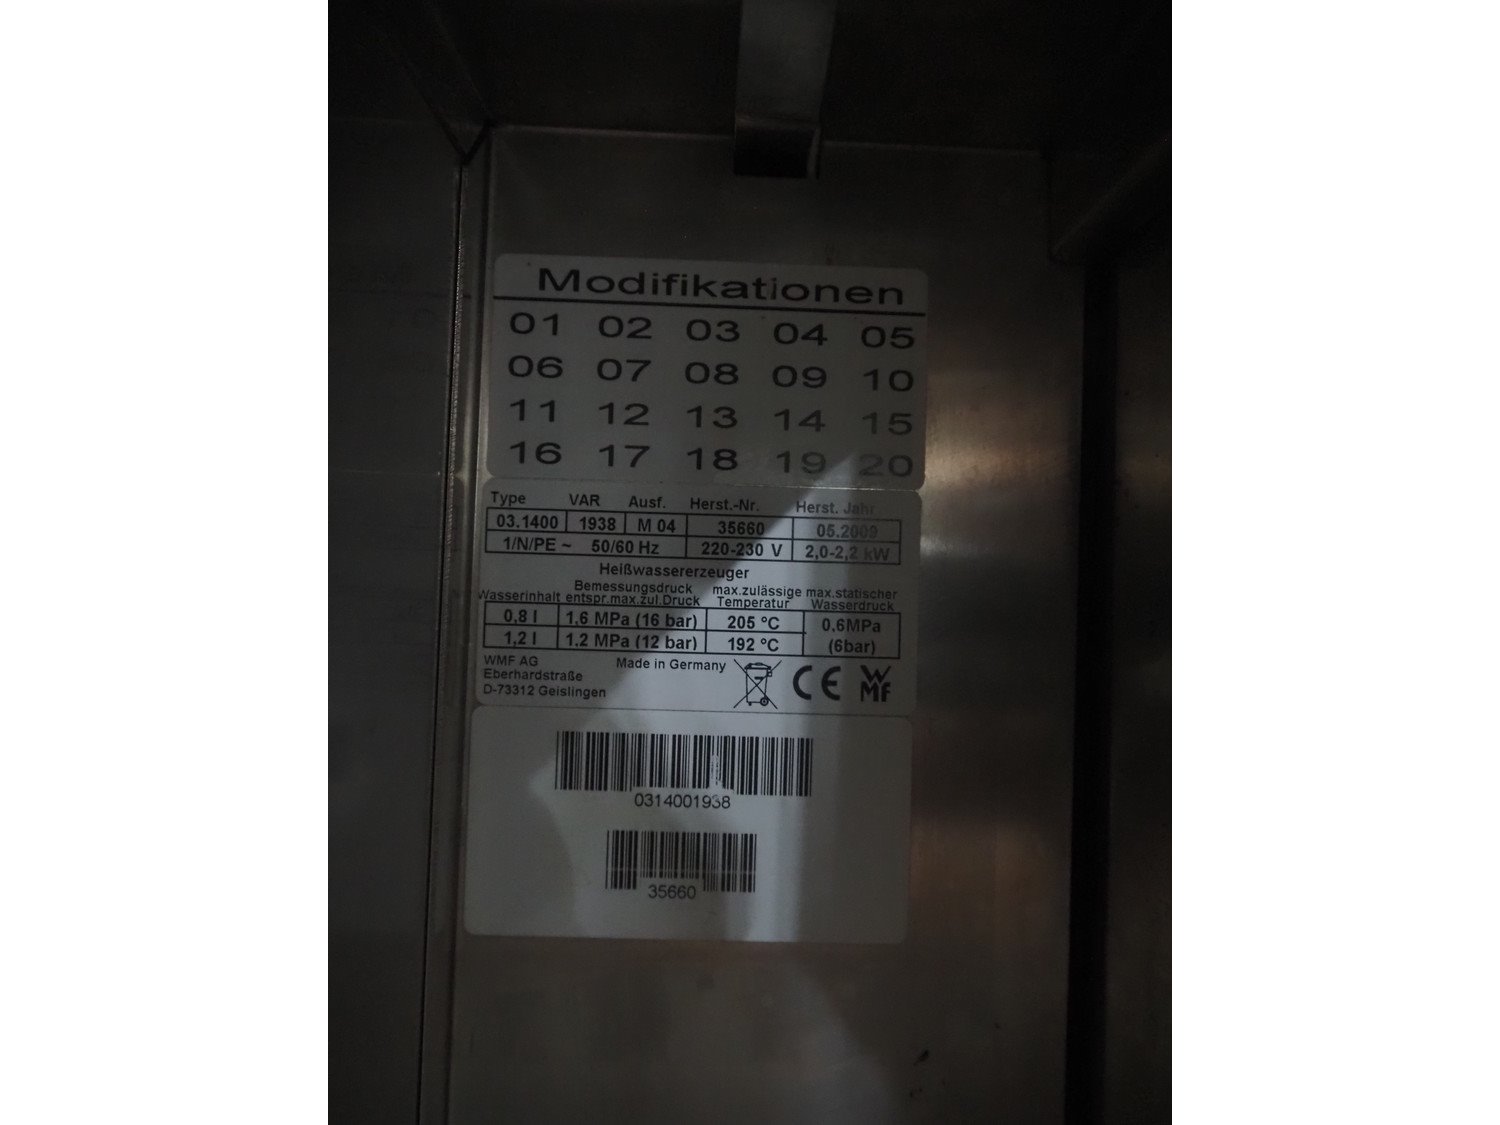 Modifikationen
01 02 03 04 05
06 07 08 09 10
11 12 13 14 15
16 17 18 19 20
Type VAR Ausf. Herst.-Nr. Herst. Jahr
03.1400 1938 M 04 35660 05.2009
1/N/PE ~ 50/60 Hz 220-230 V 2,0-2,2 kW
Heißwassererzeuger
Wasserinhalt Bemessungsdruck entspr.max.zul.Druck max.zulässige Temperatur max.statischer Wasserdruck
0,8 l 1,6 MPa (16 bar) 205 °C 0,6MPa
1,2 l 1,2 MPa (12 bar) 192 °C (6bar)
WMF AG Made in Germany
Eberhardstraße
D-73312 Geislingen
CE WMF
0314001938
35660